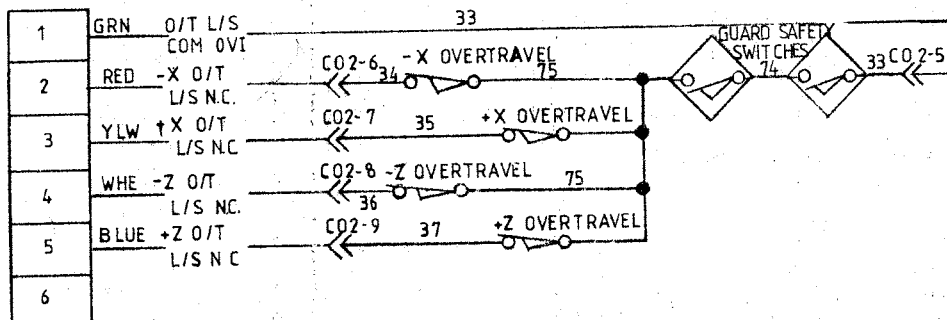 1 GRN O/T L/S 33
COM OVI
GUARD SAFETY
SWITCHES
2 RED -X O/T CO2-6 34 -X OVERTRAVEL 75 74 33 CO2-5
L/S N.C.
3 YLW +X O/T CO2-7 35 +X OVERTRAVEL
L/S NC
4 WHE -Z O/T CO2-8 -Z OVERTRAVEL 75
L/S NC. 36
5 BLUE +Z O/T CO2-9 37 +Z OVERTRAVEL
L/S N C
6